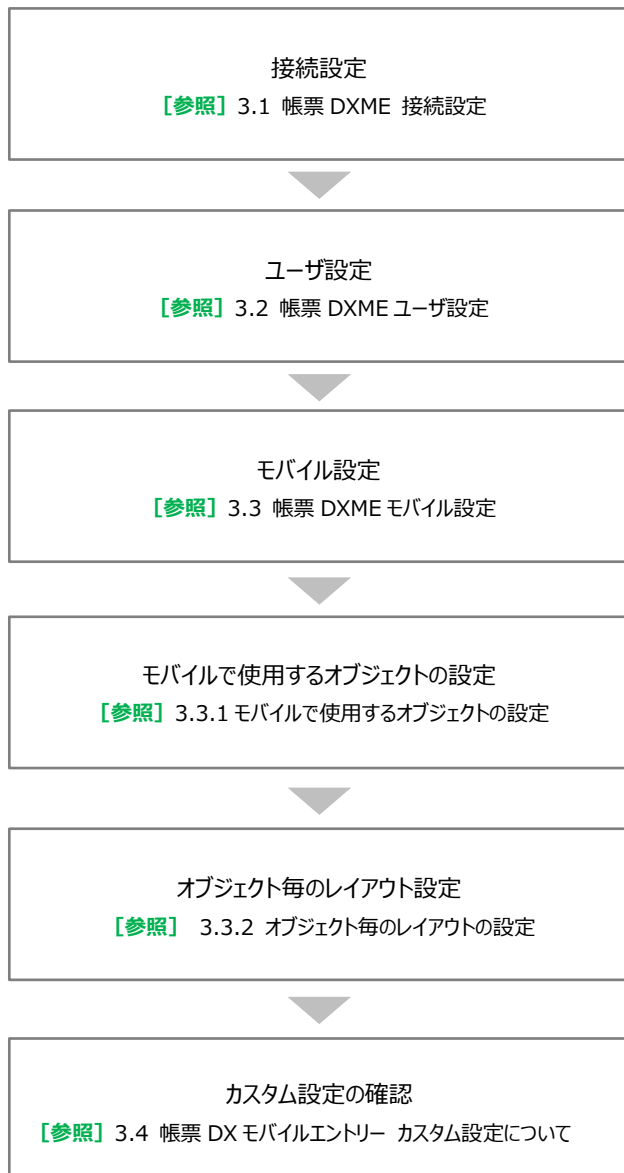 接続設定
［参照］ 3.1 帳票 DXME 接続設定
ユーザ設定
［参照］ 3.2 帳票 DXME ユーザ設定
モバイル設定
［参照］ 3.3 帳票 DXME モバイル設定
モバイルで使用するオブジェクトの設定
［参照］ 3.3.1 モバイルで使用するオブジェクトの設定
オブジェクト毎のレイアウト設定
［参照］ 3.3.2 オブジェクト毎のレイアウトの設定
カスタム設定の確認
［参照］ 3.4 帳票 DX モバイルエントリー カスタム設定について